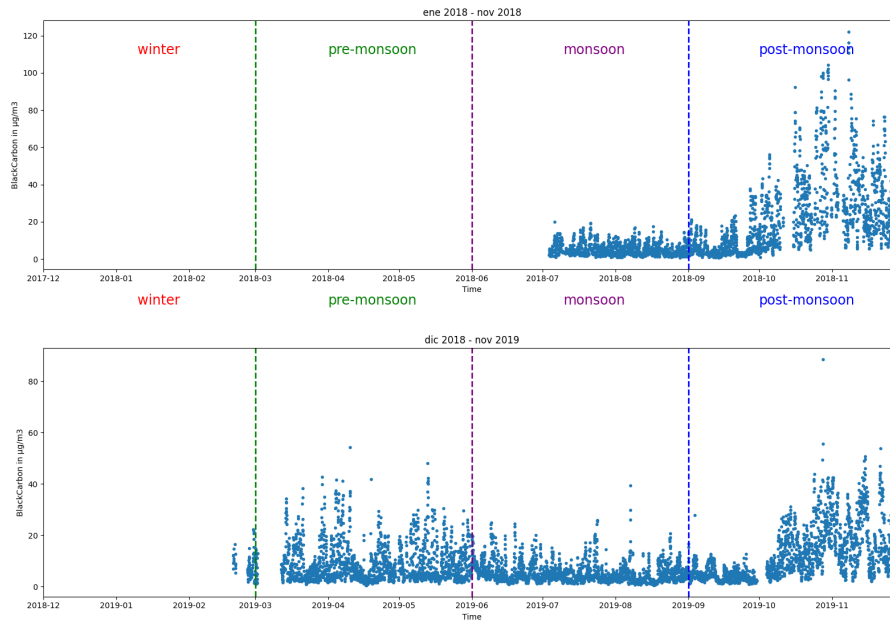 ene 2018 - nov 2018
winter pre-monsoon monsoon post-monsoon
BlackCarbon in µg/m3
120
100
80
60
40
20
0
2017-12 2018-01 2018-02 2018-03 2018-04 2018-05 2018-06 2018-07 2018-08 2018-09 2018-10 2018-11
Time
winter pre-monsoon monsoon post-monsoon
dic 2018 - nov 2019
BlackCarbon in µg/m3
80
60
40
20
0
2018-12 2019-01 2019-02 2019-03 2019-04 2019-05 2019-06 2019-07 2019-08 2019-09 2019-10 2019-11
Time